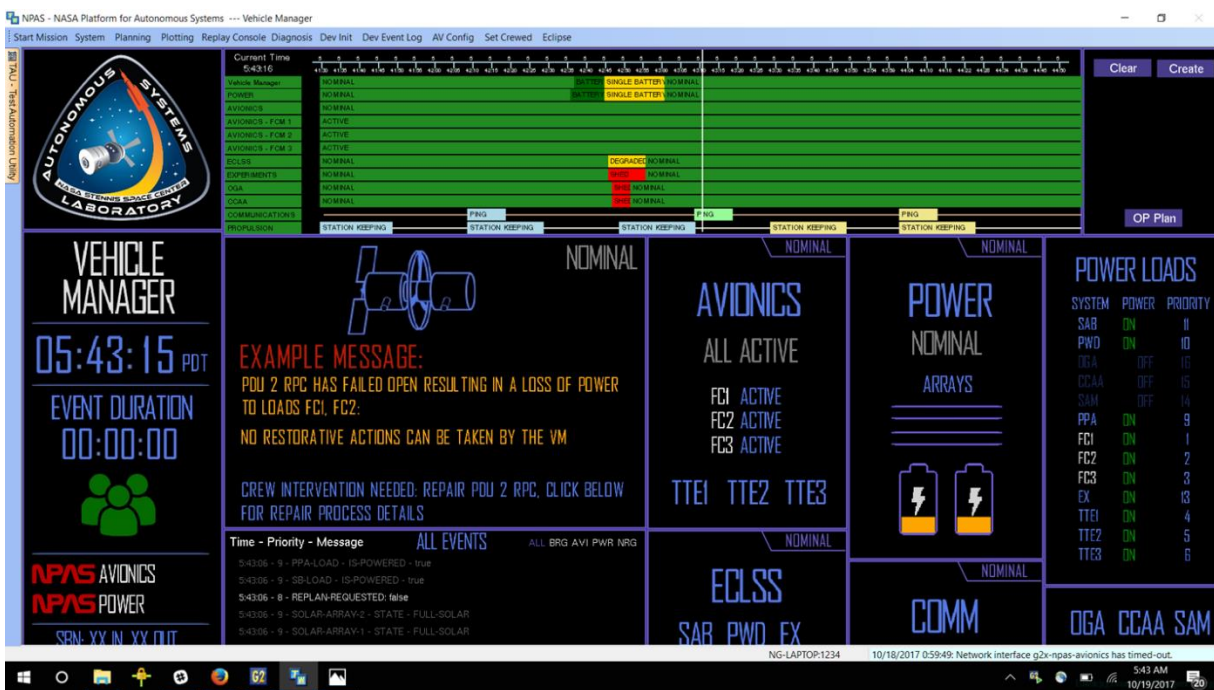 NPAS - NASA Platform for Autonomous Systems --- Vehicle Manager
Start Mission System Planning Plotting Replay Console Diagnosis Dev Init Dev Event Log AV Config Set Crewed Eclipse
TAU - Test Automation Utility
AUTONOMOUS SYSTEMS
NASA STENNIS SPACE CENTER
LABORATORY
Current Time
5:43:16
Vehicle Manager NOMINAL SINGLE BATTERY NOMINAL
POWER NOMINAL SINGLE BATTERY NOMINAL
AVIONICS NOMINAL
AVIONICS - FCM 1 ACTIVE
AVIONICS - FCM 2 ACTIVE
AVIONICS - FCM 3 ACTIVE
ECLSS NOMINAL DEGRADED NOMINAL
EXPERIMENTS NOMINAL SHED NOMINAL
OGA NOMINAL SHED NOMINAL
CCAA NOMINAL SHED NOMINAL
COMMUNICATIONS PING PING PING
PROPULSION STATION KEEPING STATION KEEPING STATION KEEPING STATION KEEPING STATION KEEPING
Clear Create
OP Plan
VEHICLE
MANAGER
05:43:15 PDT
EVENT DURATION
00:00:00
NPAS AVIONICS
NPAS POWER
SRN: XX IN XX OUT
NOMINAL
EXAMPLE MESSAGE:
PDU 2 RPC HAS FAILED OPEN RESULTING IN A LOSS OF POWER
TO LOADS FC1, FC2:
NO RESTORATIVE ACTIONS CAN BE TAKEN BY THE VM
CREW INTERVENTION NEEDED: REPAIR PDU 2 RPC, CLICK BELOW
FOR REPAIR PROCESS DETAILS
Time - Priority - Message ALL EVENTS ALL BRG AVI PWR NRG
5:43:06 - 9 - PPA-LOAD - IS-POWERED - true
5:43:06 - 9 - SB-LOAD - IS-POWERED - true
5:43:06 - 8 - REPLAN-REQUESTED: false
5:43:06 - 9 - SOLAR-ARRAY-2 - STATE - FULL-SOLAR
5:43:06 - 9 - SOLAR-ARRAY-1 - STATE - FULL-SOLAR
NOMINAL
AVIONICS
ALL ACTIVE
FC1 ACTIVE
FC2 ACTIVE
FC3 ACTIVE
TTE1 TTE2 TTE3
NOMINAL
ECLSS
SAB PWD EX
NOMINAL
POWER
NOMINAL
ARRAYS
NOMINAL
COMM
POWER LOADS
SYSTEM POWER PRIORITY
SAB ON 11
PWD ON 10
OGA OFF 16
CCAA OFF 15
SAM OFF 14
PPA ON 9
FC1 ON 1
FC2 ON 2
FC3 ON 3
EX ON 13
TTE1 ON 4
TTE2 ON 5
TTE3 ON 6
OGA CCAA SAM
NG-LAPTOP:1234 10/18/2017 0:59:49: Network interface g2x-npas-avionics has timed-out.
G2
5:43 AM
10/19/2017
20